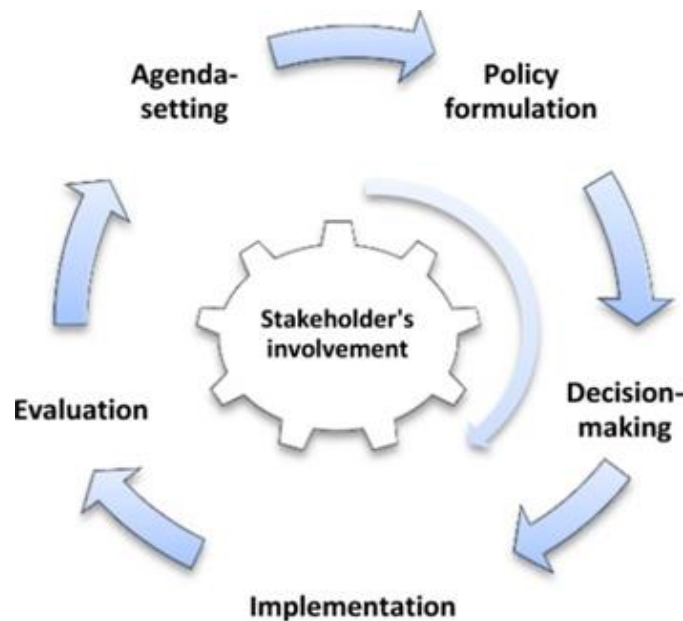 Agenda-
setting
Policy
formulation
Stakeholder's
involvement
Decision-
making
Evaluation
Implementation